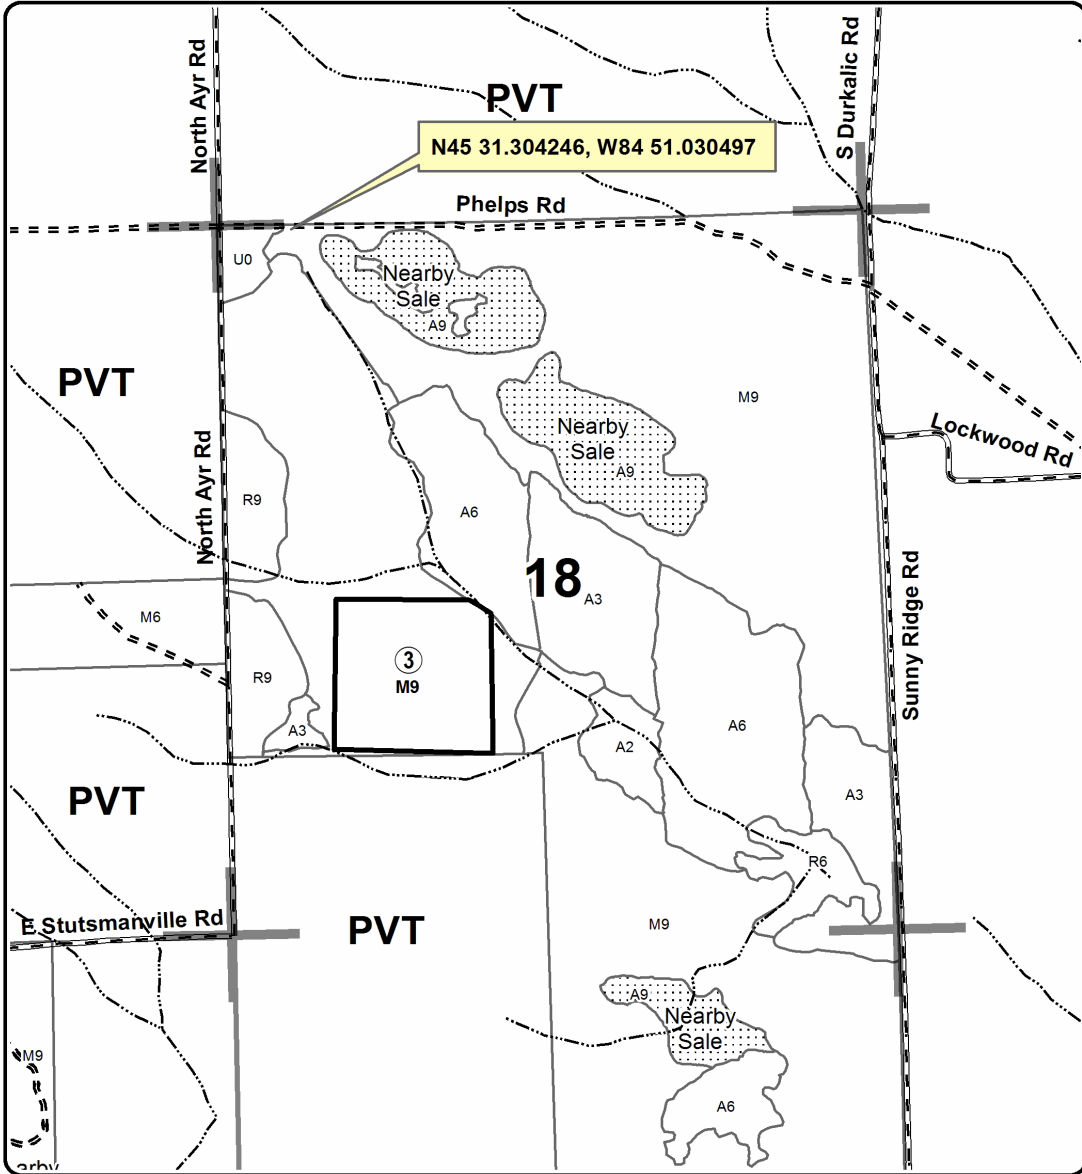 North Ayr Rd
PVT
S Durkalic Rd
N45 31.304246, W84 51.030497
Phelps Rd
U0
Nearby
Sale
A9
PVT
M9
Nearby
Sale
A9
Lockwood Rd
North Ayr Rd
R9
A6
18
A3
M6
Sunny Ridge Rd
R9
3
M9
A3
A6
A2
PVT
A3
R6
E Stutsmanville Rd
PVT
M9
A9
Nearby
Sale
M9
A6
arby